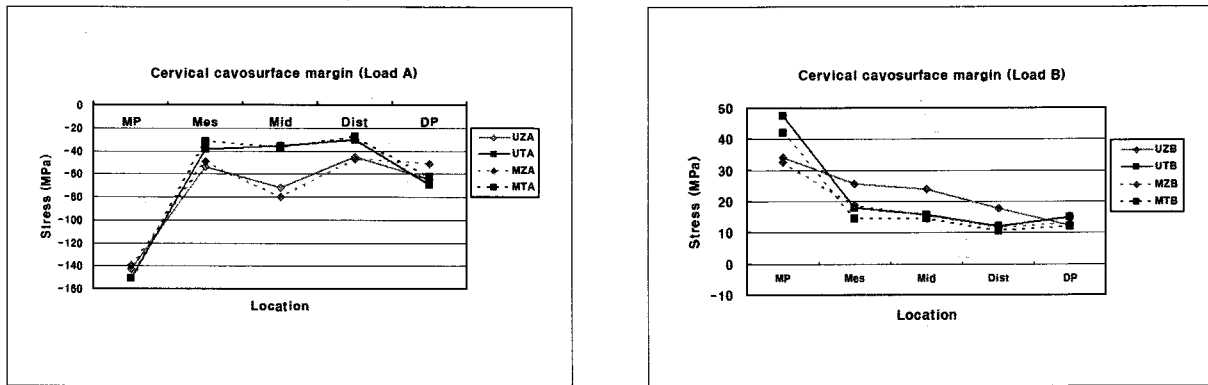 Cervical cavosurface margin (Load A)
0
-20
-40
-60
-80
-100
-120
-140
-160
Stress (MPa)
MP Mes Mid Dist DP
Location
UZA
UTA
MZA
MTA
Cervical cavosurface margin (Load B)
50
40
30
20
10
0
-10
Stress (MPa)
MP Mes Mid Dist DP
Location
UZB
UTB
MZB
MTB